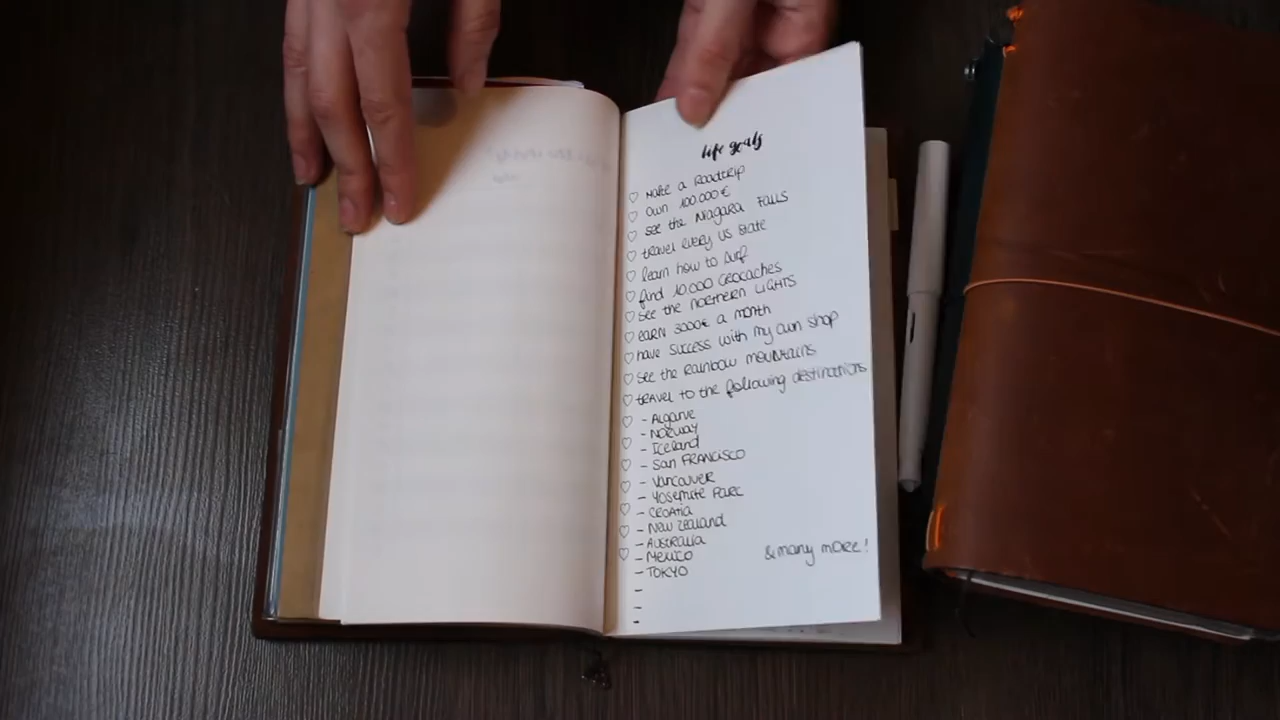 life goals
♡ Make a Roadtrip
♡ own 100.000 €
♡ see the Niagara Falls
♡ travel every US state
♡ learn how to surf
♡ find 10.000 Geocaches
♡ see the Northern Lights
♡ earn 3000€ a month
♡ have success with my own shop
♡ see the Rainbow mountains
♡ travel to the following destinations
♡ - Algarve
- Norway
♡ - Iceland
♡ - San Francisco
- Vancouver
♡ - Yosemite Parc
♡ - Croatia
♡ - New Zealand
♡ - Australia
♡ - Mexico
& many more!
- Tokyo
-
-
-